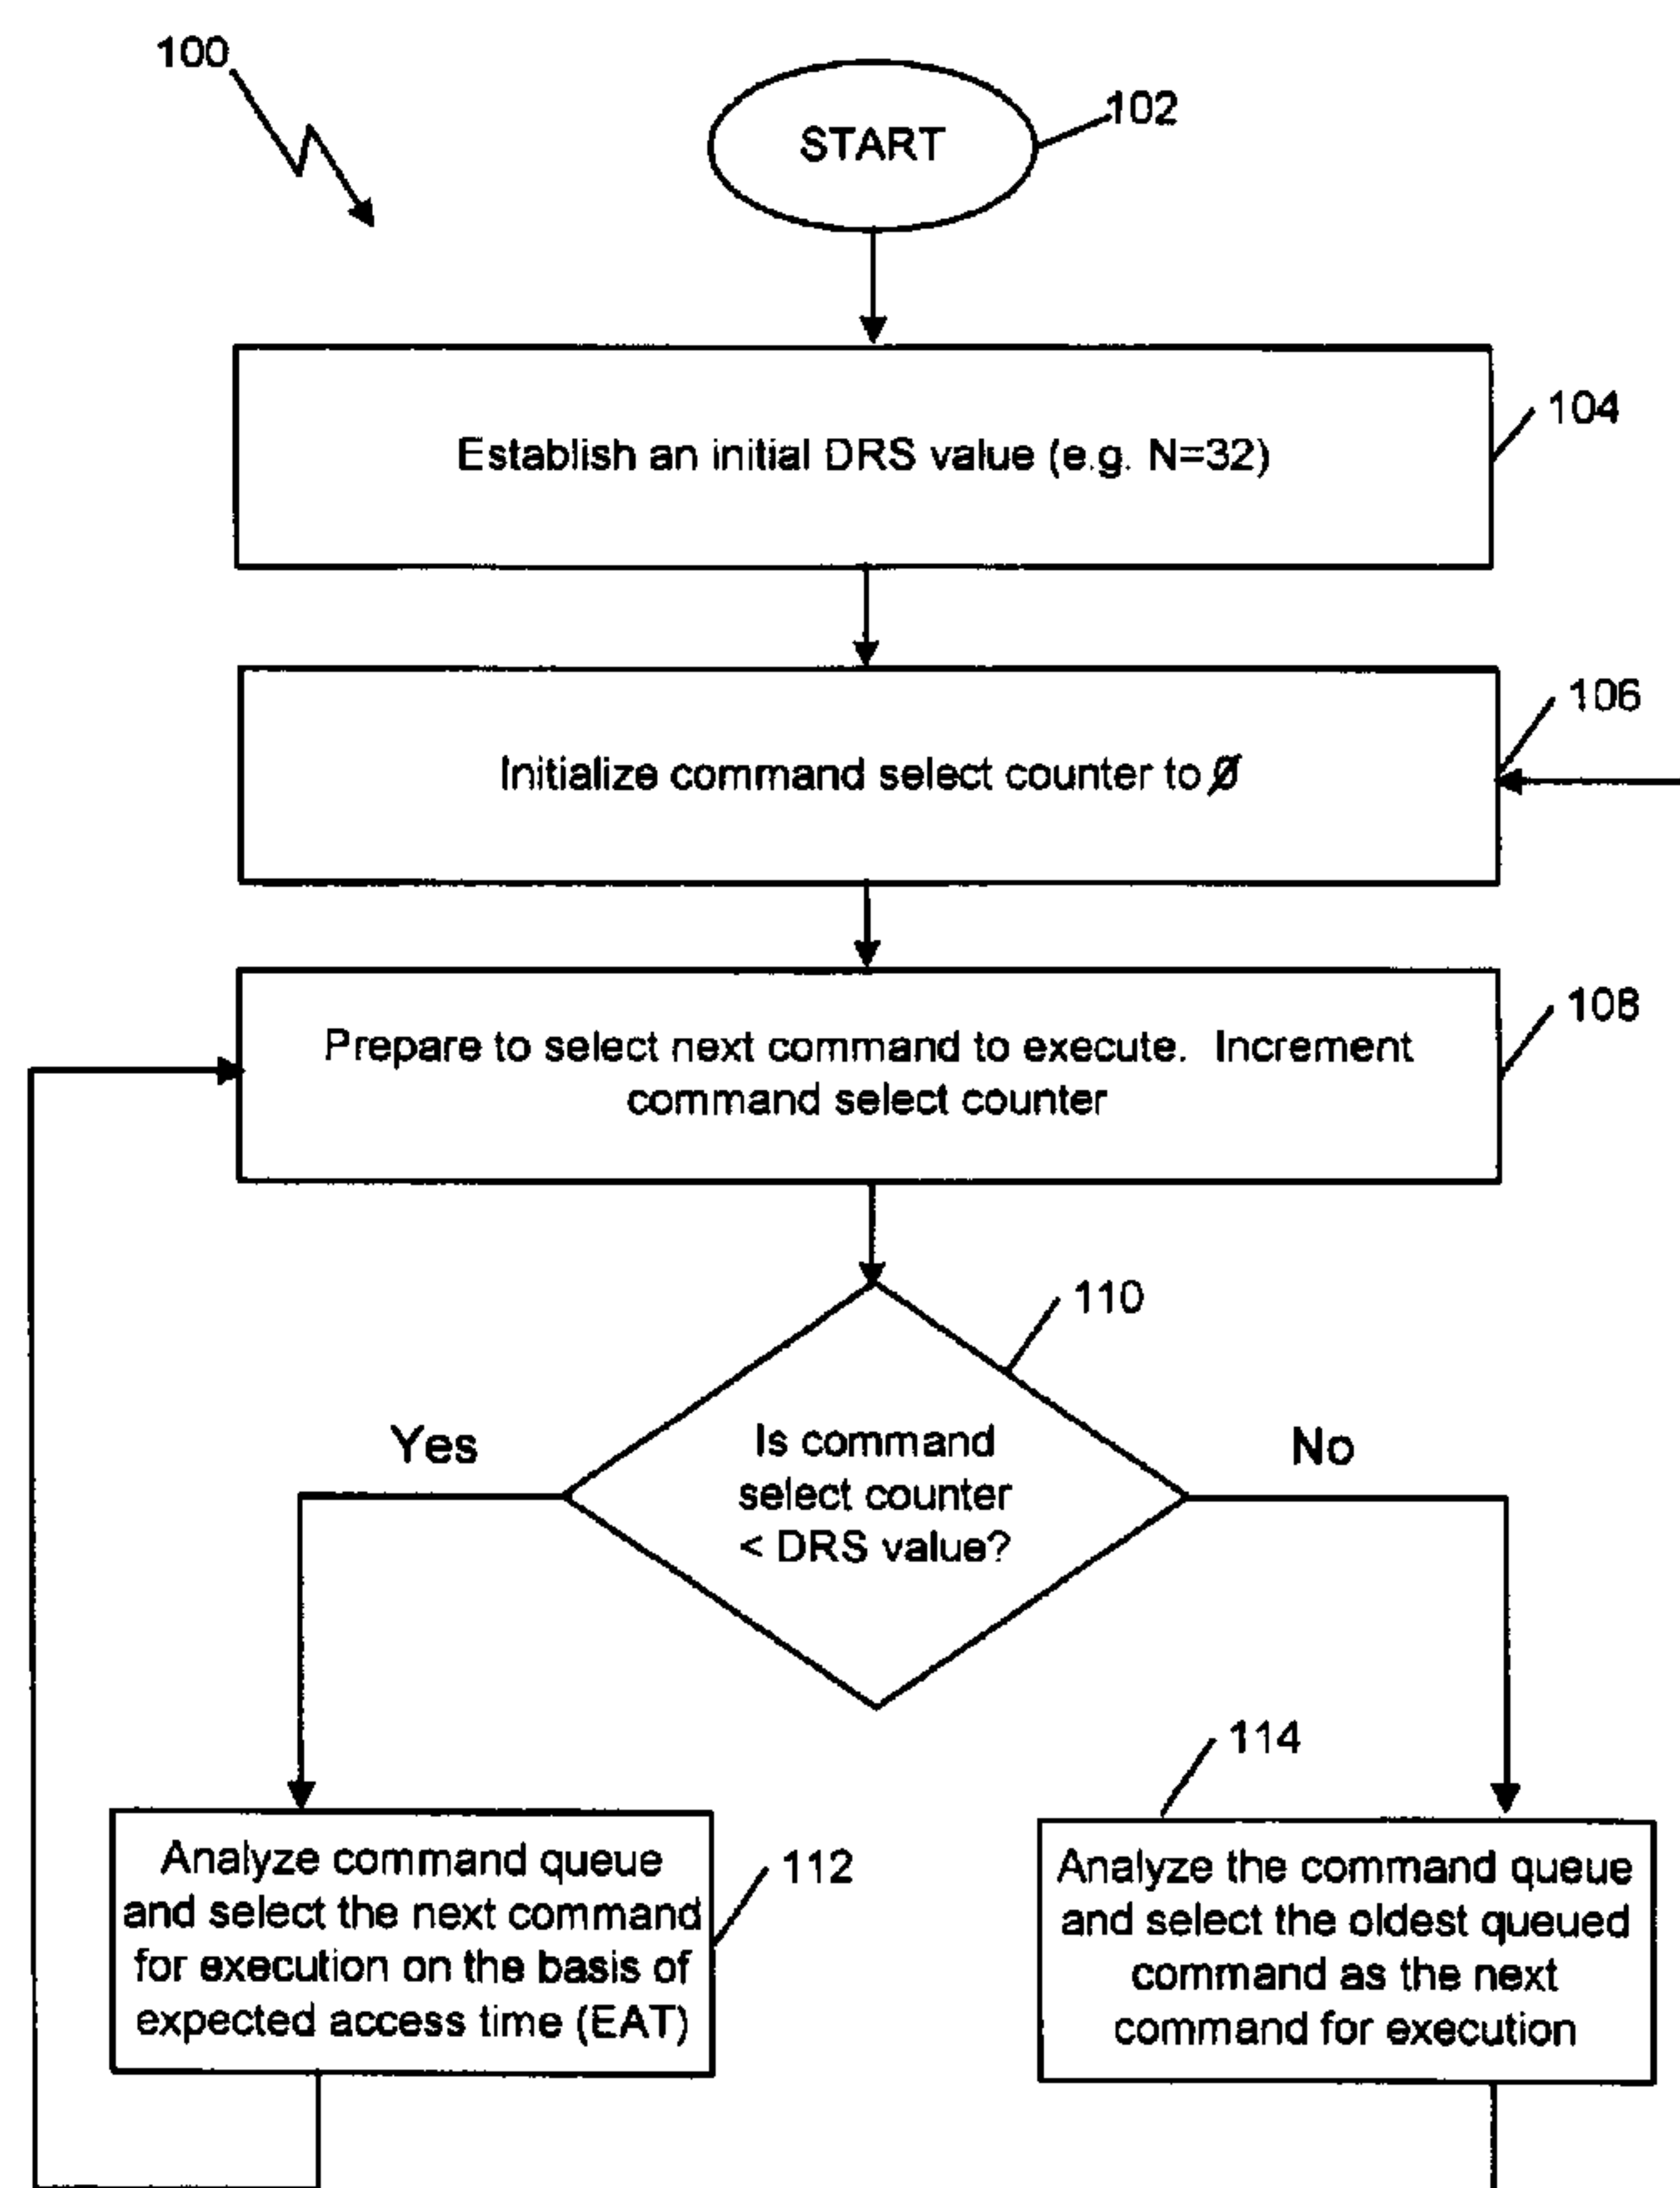 100
START
102
Establish an initial DRS value (e.g. N=32)
104
Initialize command select counter to Ø
106
Prepare to select next command to execute. Increment
command select counter
108
110
Yes
Is command
select counter
< DRS value?
No
Analyze command queue
and select the next command
for execution on the basis of
expected access time (EAT)
112
114
Analyze the command queue
and select the oldest queued
command as the next
command for execution